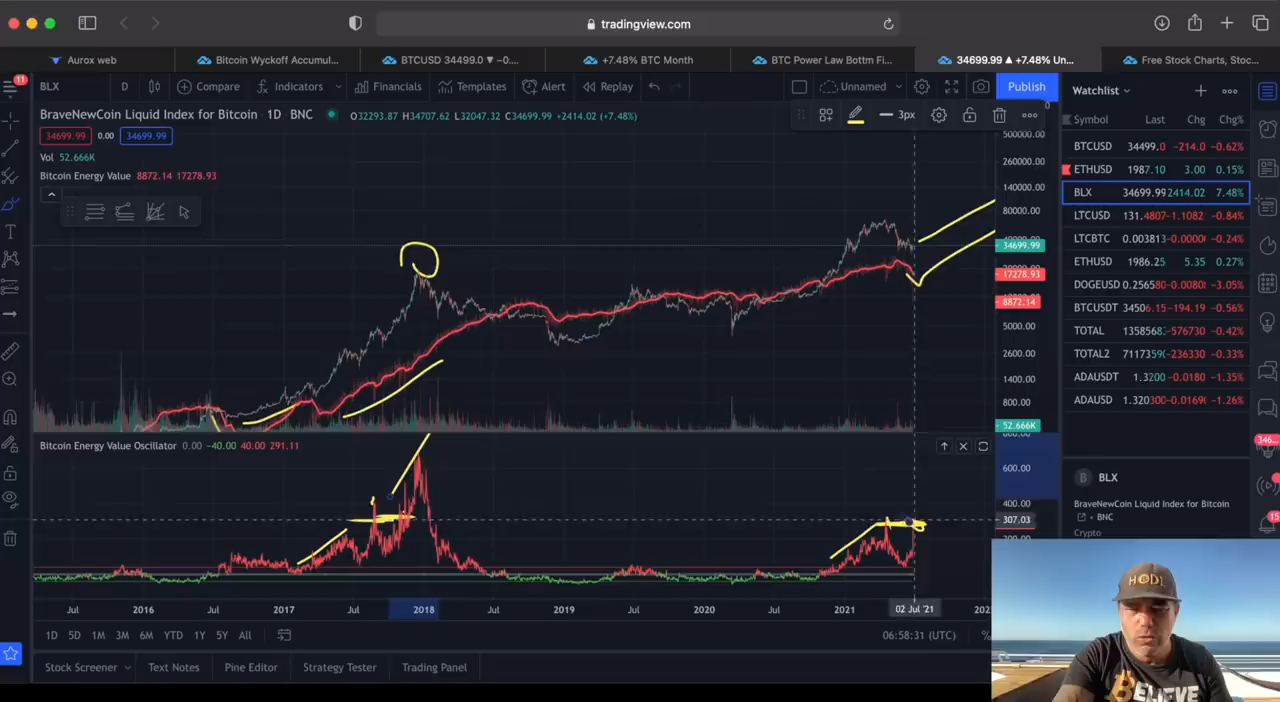 tradingview.com
Aurox web
Bitcoin Wyckoff Accumul...
BTCUSD 34499.0 ▼ −0....
+7.48% BTC Month
BTC Power Law Bottm Fi...
34699.99 ▲ +7.48% Un...
Free Stock Charts, Stoc...
11
BLX
D
Compare
Indicators
Financials
Templates
Alert
Replay
Unnamed
Publish
Watchlist
BraveNewCoin Liquid Index for Bitcoin • 1D • BNC
O32293.87 H34707.62 L32047.32 C34699.99 +2414.02 (+7.48%)
3px
34699.99 0.00 34699.99
Vol 52.666K
Bitcoin Energy Value 8872.14 17278.93
500000.00
260000.00
140000.00
80000.00
34699.99
17278.93
8872.14
5000.00
2600.00
1400.00
800.00
52.666K
Symbol Last Chg Chg%
BTCUSD 34499.0 −214.0 −0.62%
ETHUSD 1987.10 3.00 0.15%
BLX 34699.99 2414.02 7.48%
LTCUSD 131.4807 −1.1082 −0.84%
LTCBTC 0.003813 −0.0000 −0.24%
ETHUSD 1986.25 5.35 0.27%
DOGEUSD 0.256580 −0.0080 −3.05%
BTCUSDT 34506.15 −194.19 −0.56%
TOTAL −576730 −0.42%
TOTAL2 −236330 −0.33%
ADAUSDT 1.3200 −0.0180 −1.35%
ADAUSD 1.320300 −0.0169 −1.26%
Bitcoin Energy Value Oscillator 0.00 −40.00 40.00 291.11
600.00
400.00
307.03
346...
15
B BLX
BraveNewCoin Liquid Index for Bitcoin
• BNC
Crypto
Jul 2016 Jul 2017 Jul 2018 Jul 2019 Jul 2020 Jul 2021 02 Jul '21
1D 5D 1M 3M 6M YTD 1Y 5Y All
06:58:31 (UTC)
%
Stock Screener
Text Notes
Pine Editor
Strategy Tester
Trading Panel
HODL
BELIEVE